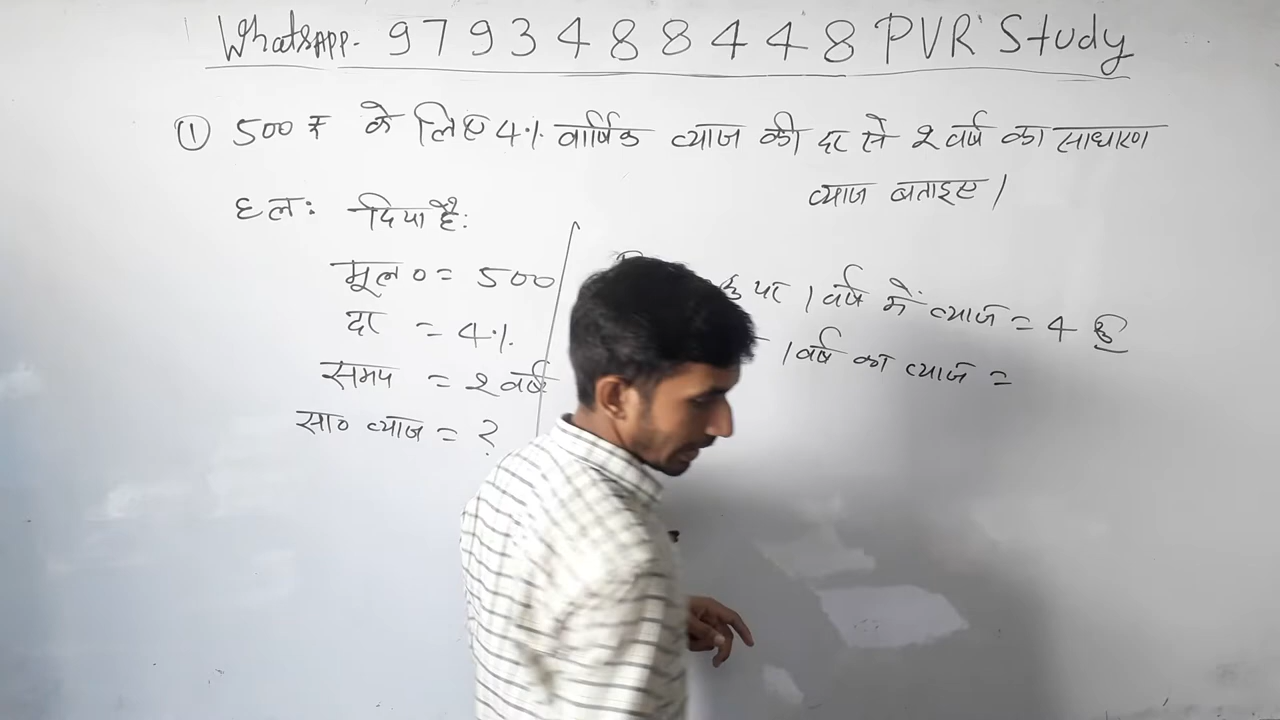 WhatsApp. 9793488448 PVR Study
① 500 ₹ के लिए 4% वार्षिक ब्याज की दर से 2 वर्ष का साधारण
ब्याज बताइए।
हल: दिया है:
मूल० = 500
दर = 4%
समय = 2 वर्ष
सा० ब्याज = ?
रु पर 1 वर्ष में ब्याज = 4 रु
1 वर्ष का ब्याज =